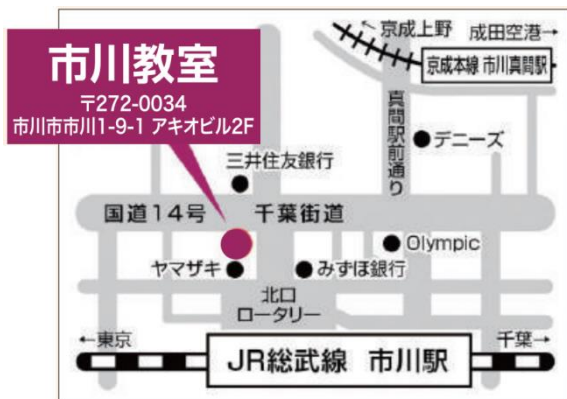 市川教室
〒272-0034
市川市市川1-9-1 アキオビル2F
←京成上野
成田空港→
京成本線 市川真間駅
真間駅前通り
デニーズ
三井住友銀行
国道14号 千葉街道
Olympic
ヤマザキ
みずほ銀行
北口
ロータリー
←東京
千葉→
JR総武線 市川駅